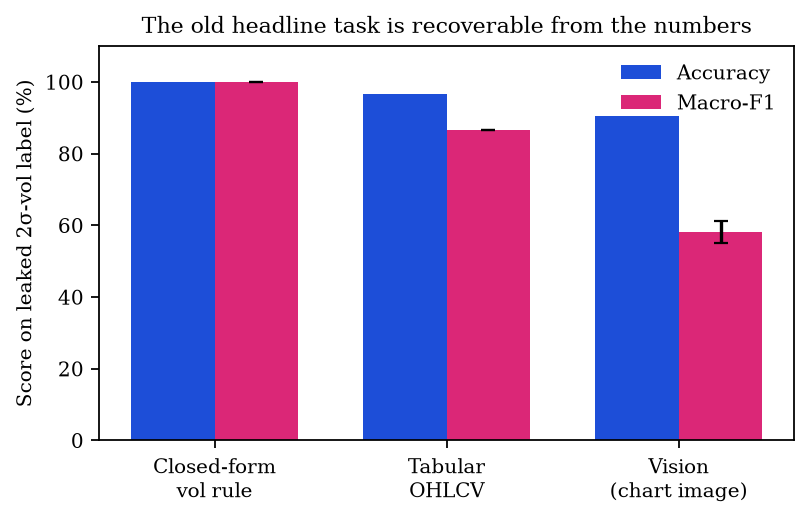 The old headline task is recoverable from the numbers
Score on leaked 2σ-vol label (%)
100
80
60
40
20
0
Accuracy
Macro-F1
Closed-form
vol rule
Tabular
OHLCV
Vision
(chart image)